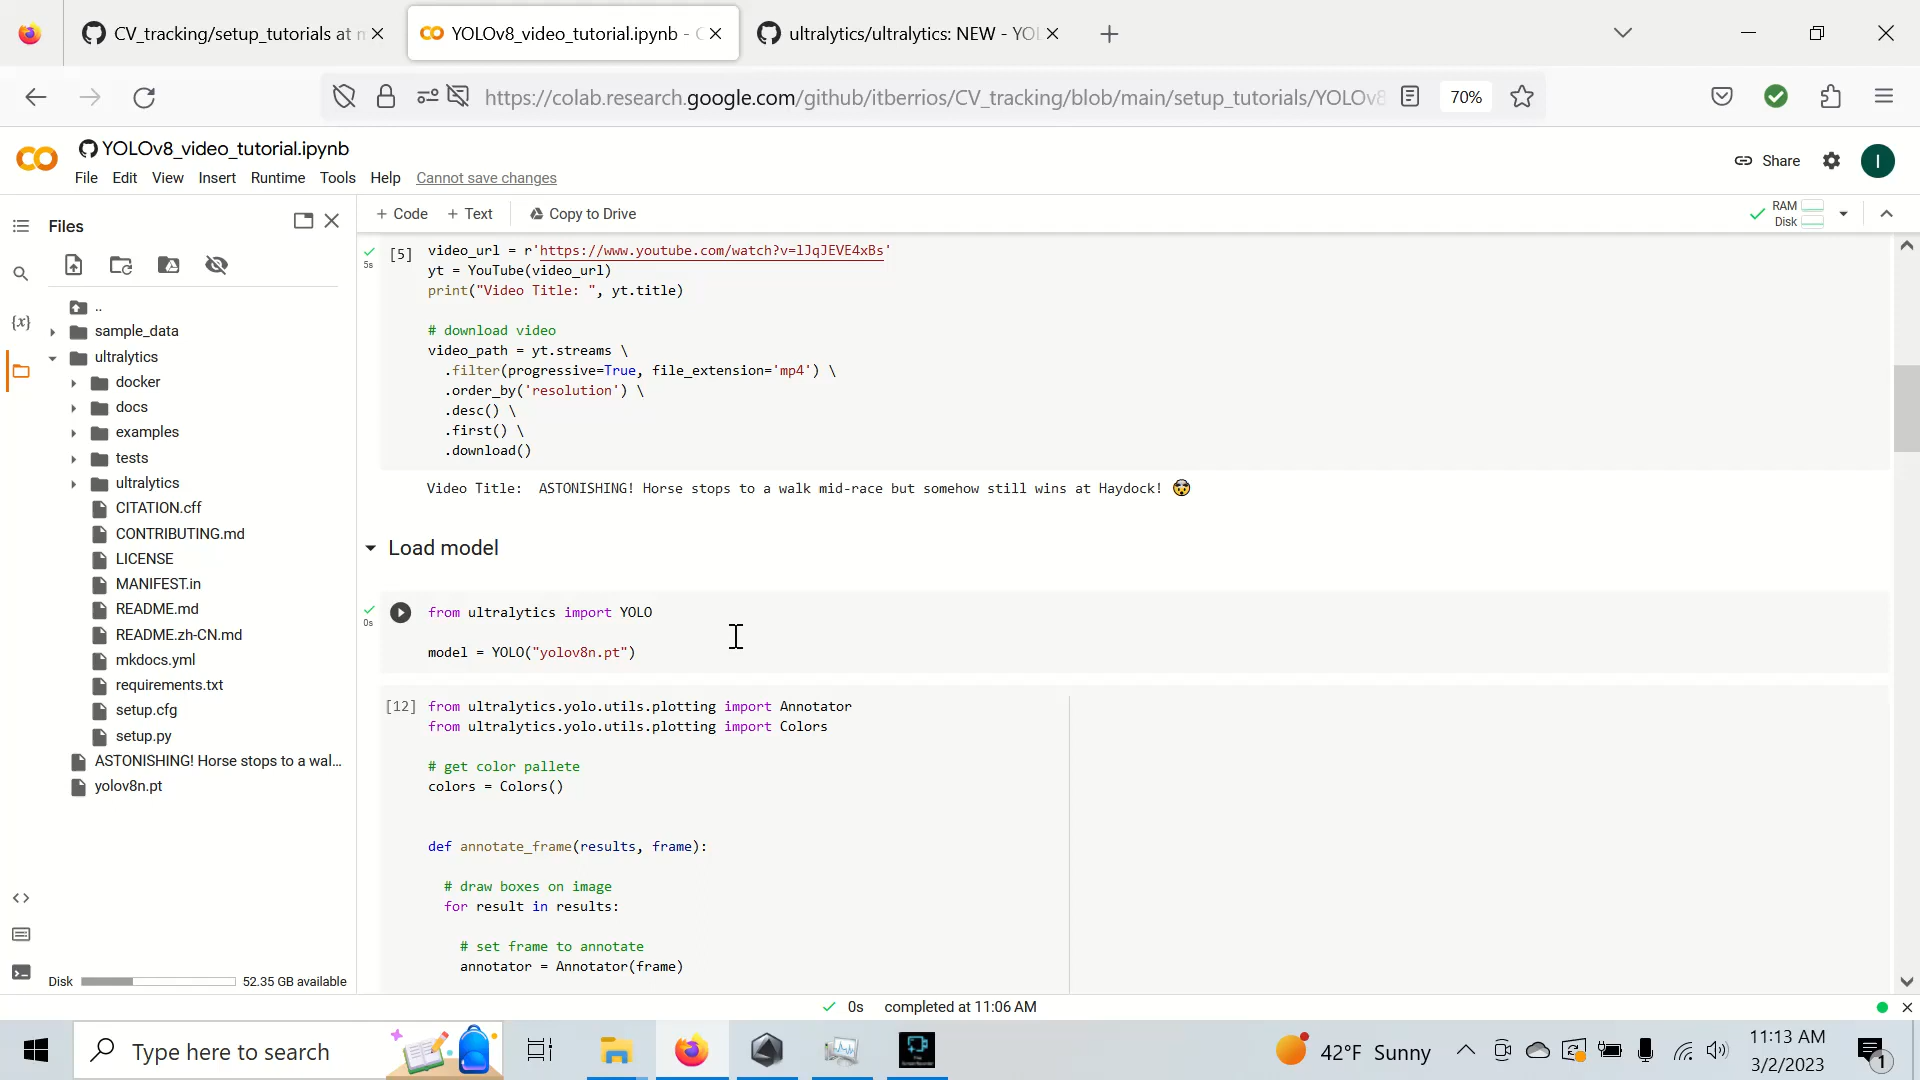 CV_tracking/setup_tutorials at m
YOLOv8_video_tutorial.ipynb - C
ultralytics/ultralytics: NEW - YOL
https://colab.research.google.com/github/itberrios/CV_tracking/blob/main/setup_tutorials/YOLOv8
70%
YOLOv8_video_tutorial.ipynb
File Edit View Insert Runtime Tools Help Cannot save changes
Share
I
Files
+ Code + Text Copy to Drive
RAM
Disk
..
sample_data
ultralytics
docker
docs
examples
tests
ultralytics
CITATION.cff
CONTRIBUTING.md
LICENSE
MANIFEST.in
README.md
README.zh-CN.md
mkdocs.yml
requirements.txt
setup.cfg
setup.py
ASTONISHING! Horse stops to a wal...
yolov8n.pt
Disk 52.35 GB available
{x}
<>
5s
[5] video_url = r'https://www.youtube.com/watch?v=lJqJEVE4xBs'
yt = YouTube(video_url)
print("Video Title: ", yt.title)
# download video
video_path = yt.streams \
.filter(progressive=True, file_extension='mp4') \
.order_by('resolution') \
.desc() \
.first() \
.download()
Video Title:  ASTONISHING! Horse stops to a walk mid-race but somehow still wins at Haydock! 🤯
Load model
0s
from ultralytics import YOLO
model = YOLO("yolov8n.pt")
[12] from ultralytics.yolo.utils.plotting import Annotator
from ultralytics.yolo.utils.plotting import Colors
# get color pallete
colors = Colors()
def annotate_frame(results, frame):
# draw boxes on image
for result in results:
# set frame to annotate
annotator = Annotator(frame)
0s completed at 11:06 AM
Type here to search
42°F Sunny
11:13 AM
3/2/2023
1